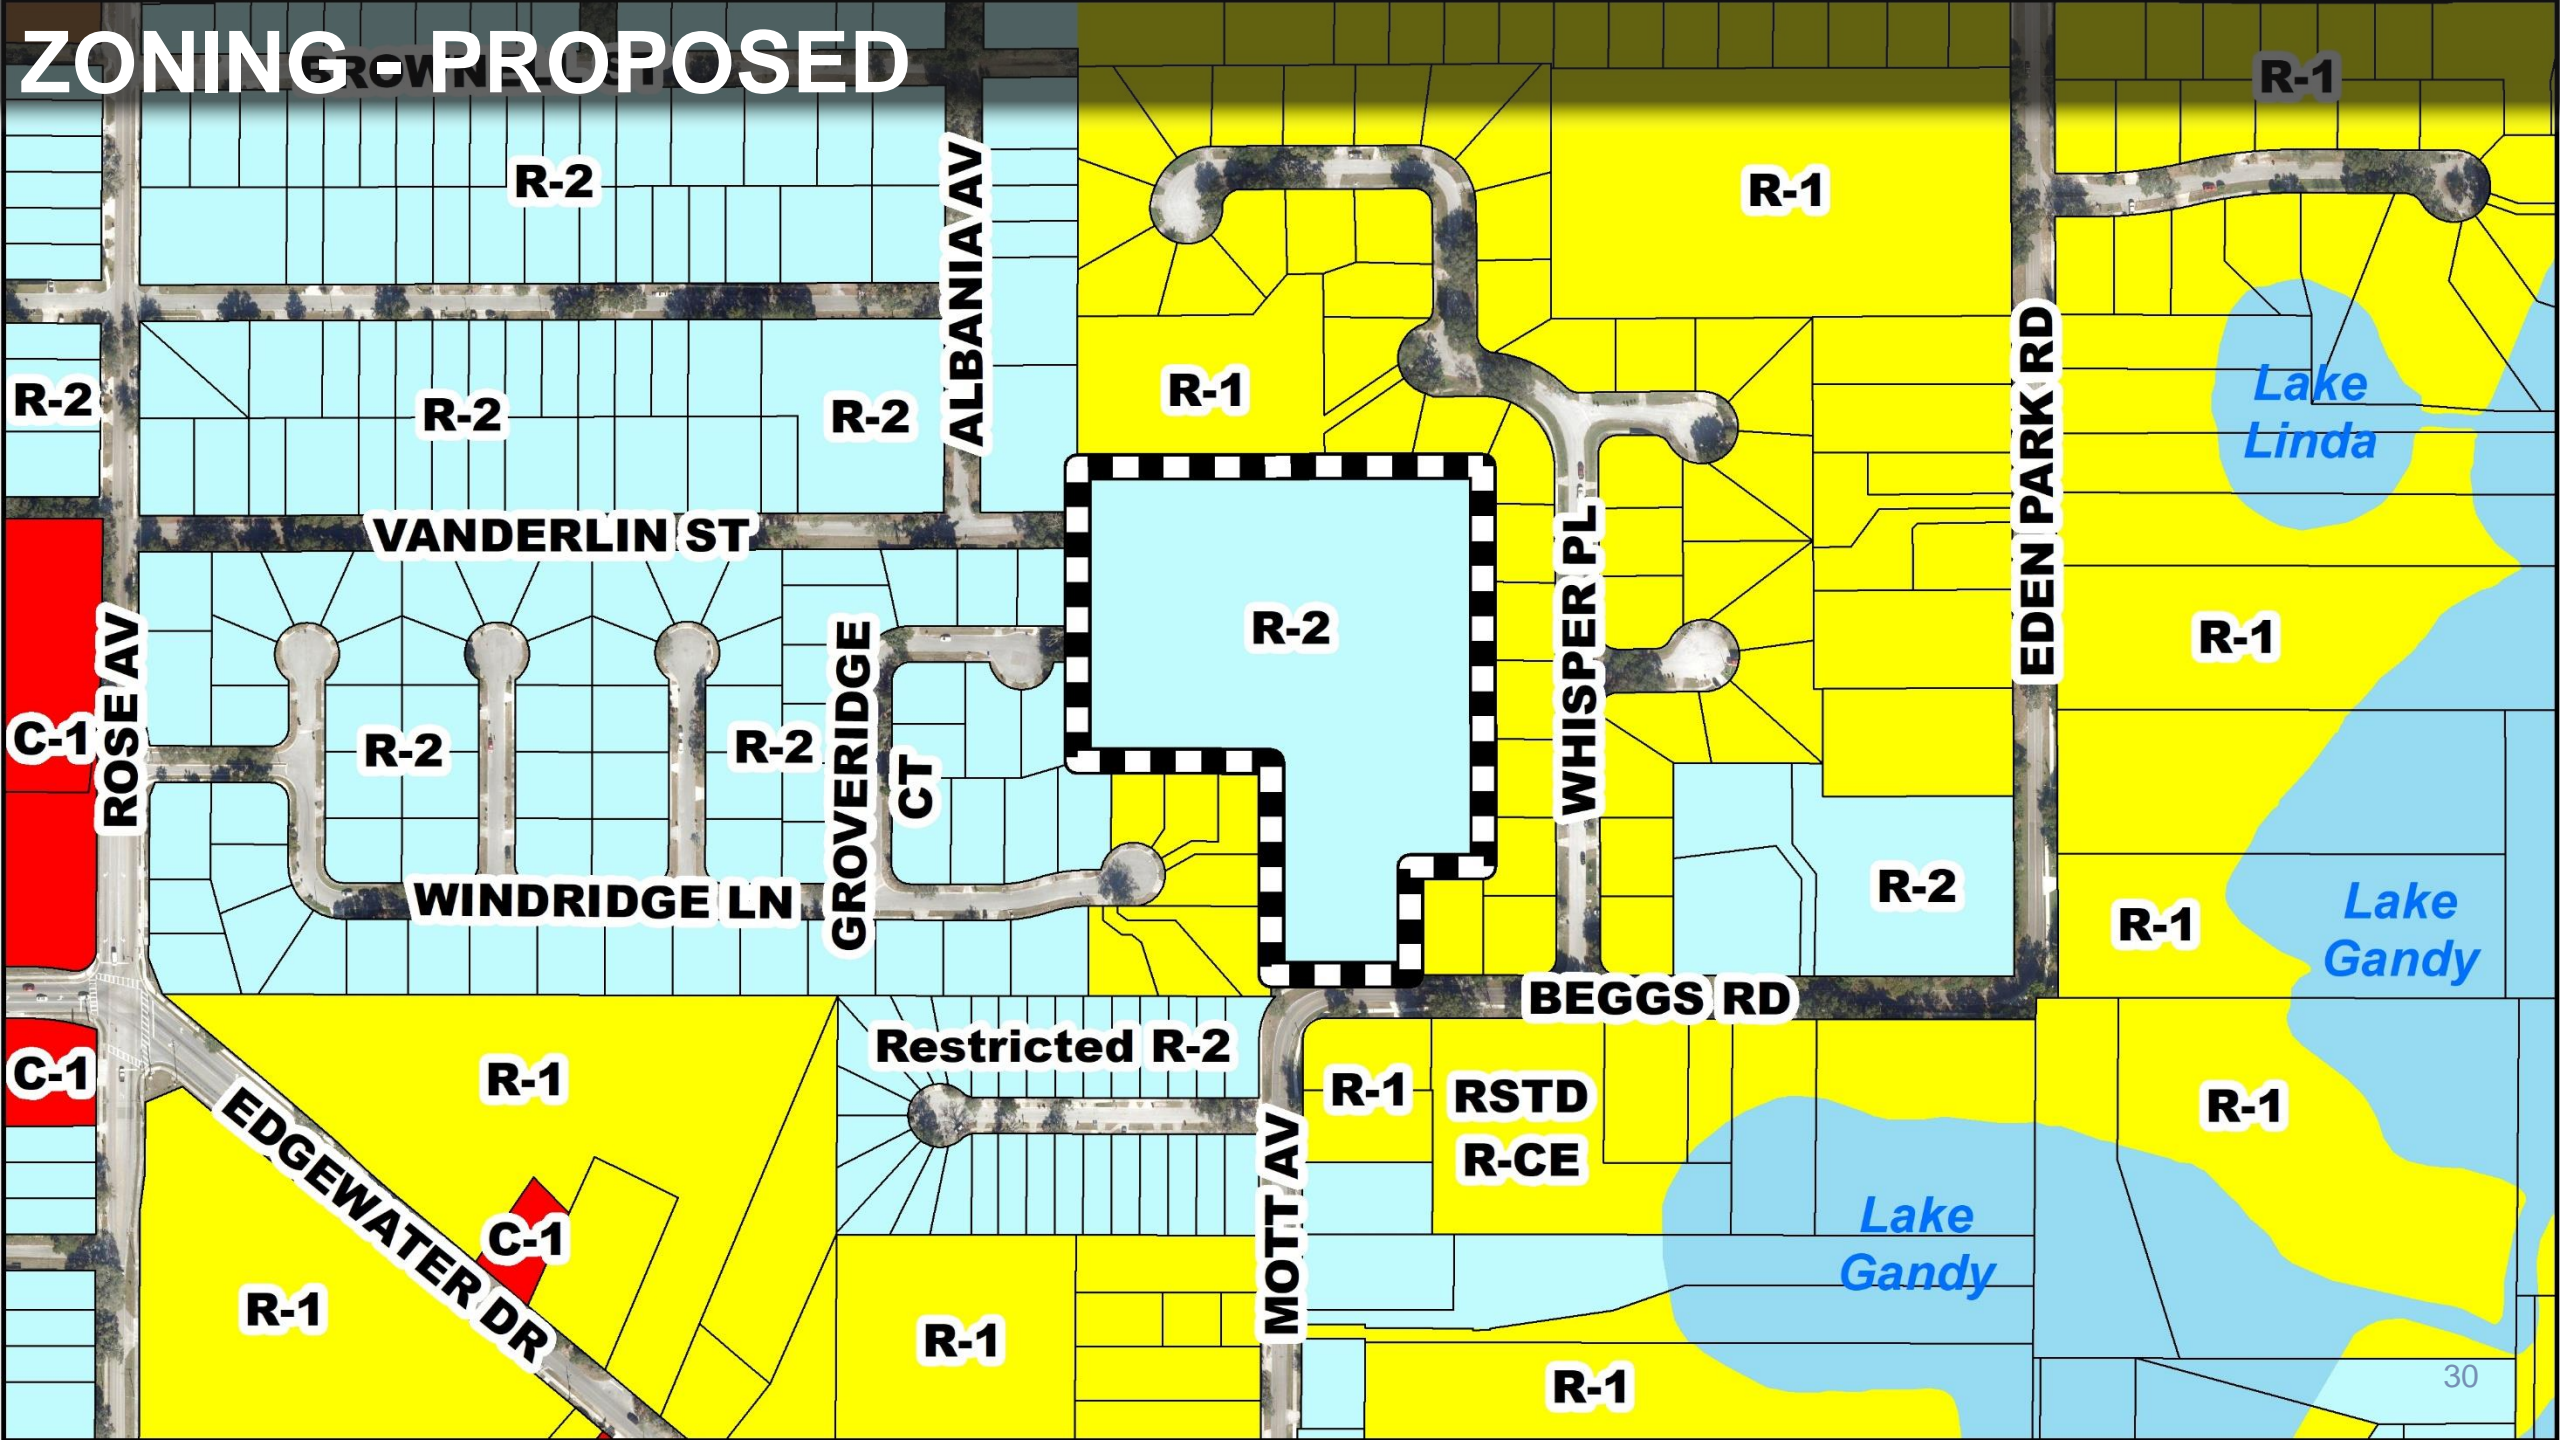 ZONING - PROPOSED
BROWNELL ST
R-1
R-2
R-1
ALBANIA AV
R-2
R-2
R-2
R-1
EDEN PARK RD
Lake
Linda
VANDERLIN ST
R-2
WHISPER PL
R-1
ROSE AV
C-1
R-2
R-2
GROVERIDGE
CT
WINDRIDGE LN
R-2
R-1
Lake
Gandy
BEGGS RD
Restricted R-2
C-1
R-1
R-1
RSTD
R-CE
R-1
EDGEWATER DR
C-1
MOTT AV
Lake
Gandy
R-1
R-1
R-1
30